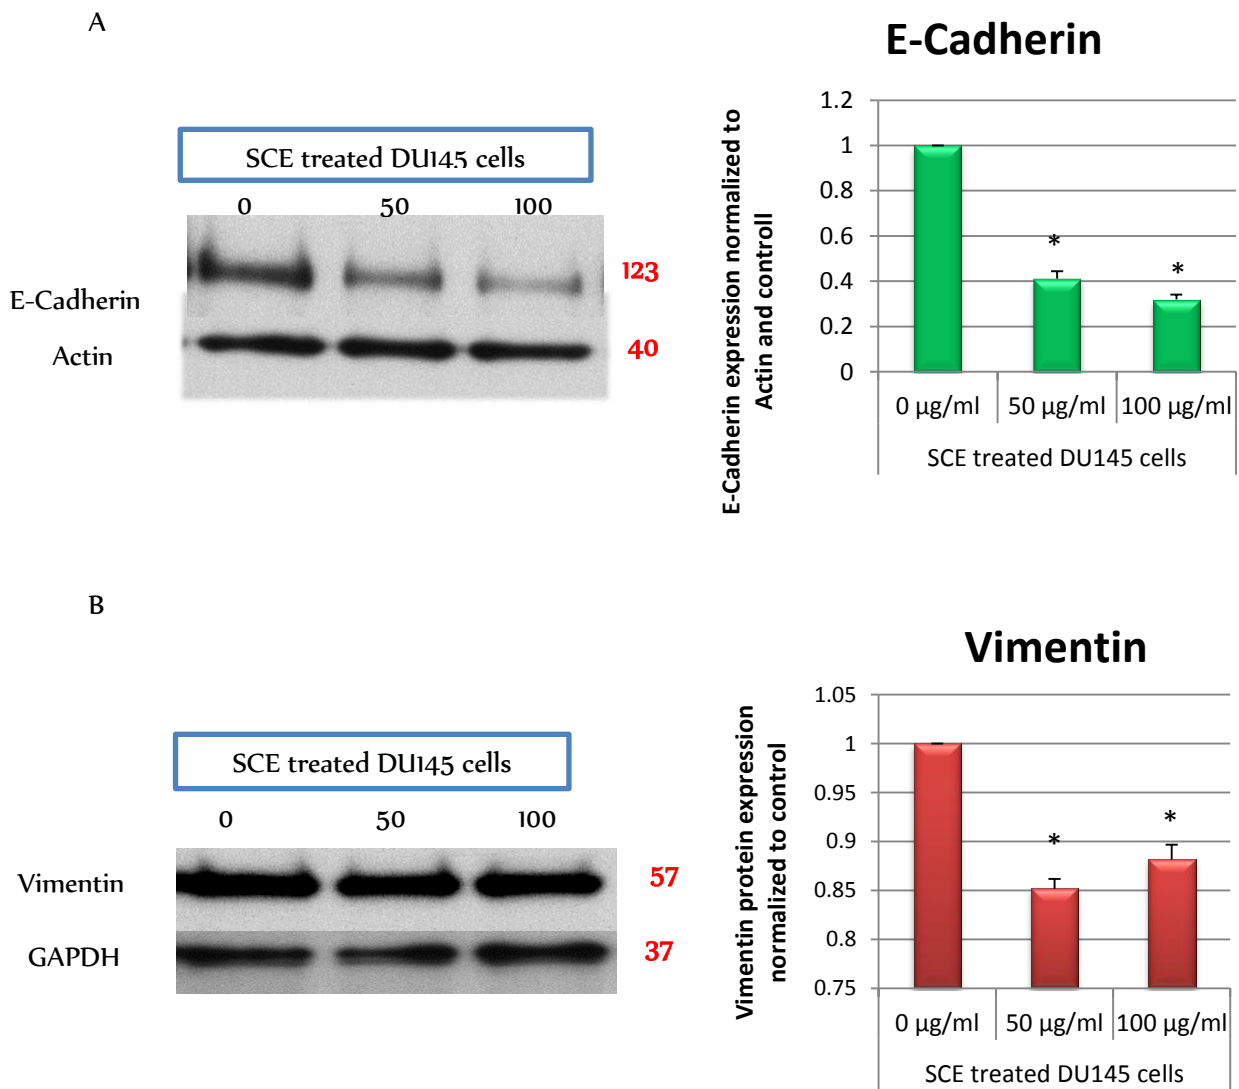 A
SCE treated DU145 cells
0 50 100
E-Cadherin
123
Actin
40
E-Cadherin
E-Cadherin expression normalized to
Actin and controll
1.2
1
0.8
0.6
0.4
0.2
0
*
*
0 µg/ml 50 µg/ml 100 µg/ml
SCE treated DU145 cells
B
SCE treated DU145 cells
0 50 100
Vimentin
57
GAPDH
37
Vimentin
Vimentin protein expression
normalized to control
1.05
1
0.95
0.9
0.85
0.8
0.75
*
*
0 µg/ml 50 µg/ml 100 µg/ml
SCE treated DU145 cells